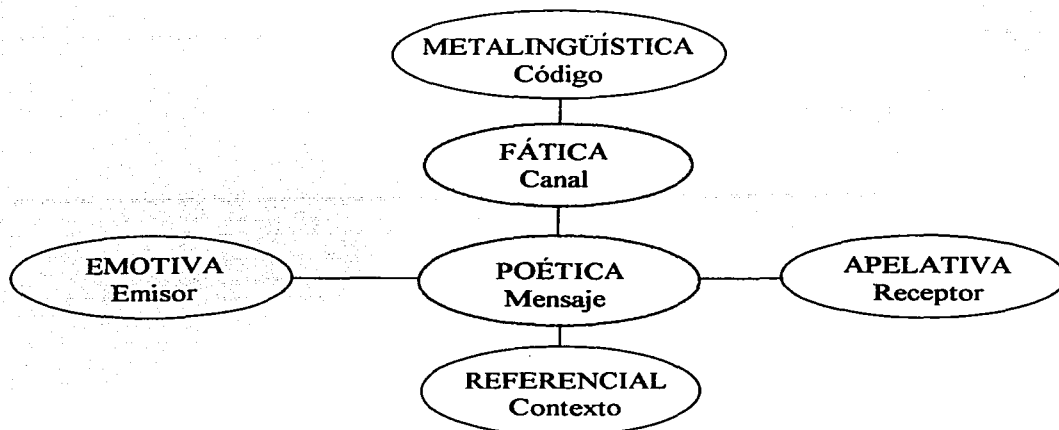 METALINGÜÍSTICA
Código
FÁTICA
Canal
EMOTIVA
Emisor
POÉTICA
Mensaje
APELATIVA
Receptor
REFERENCIAL
Contexto